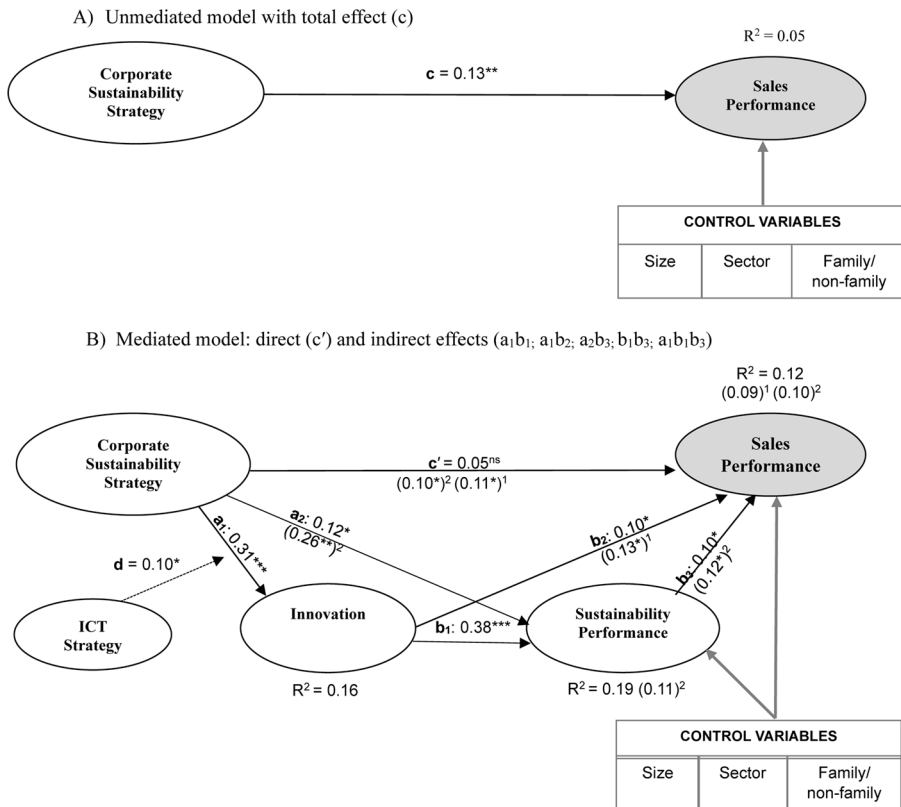 A) Unmediated model with total effect (c)
R² = 0.05
Corporate
Sustainability
Strategy
c = 0.13**
Sales
Performance
CONTROL VARIABLES
Size Sector Family/
non-family
B) Mediated model: direct (c′) and indirect effects (a₁b₁; a₁b₂; a₂b₃; b₁b₃; a₁b₁b₃)
R² = 0.12
(0.09)¹ (0.10)²
Corporate
Sustainability
Strategy
c′ = 0.05ⁿˢ
(0.10*)² (0.11*)¹
Sales
Performance
a₁: 0.31***
a₂: 0.12*
(0.26**)²
b₂: 0.10*
(0.13*)¹
b₃: 0.10*
(0.12*)²
d = 0.10*
ICT
Strategy
Innovation
b₁: 0.38***
Sustainability
Performance
R² = 0.16
R² = 0.19 (0.11)²
CONTROL VARIABLES
Size Sector Family/
non-family